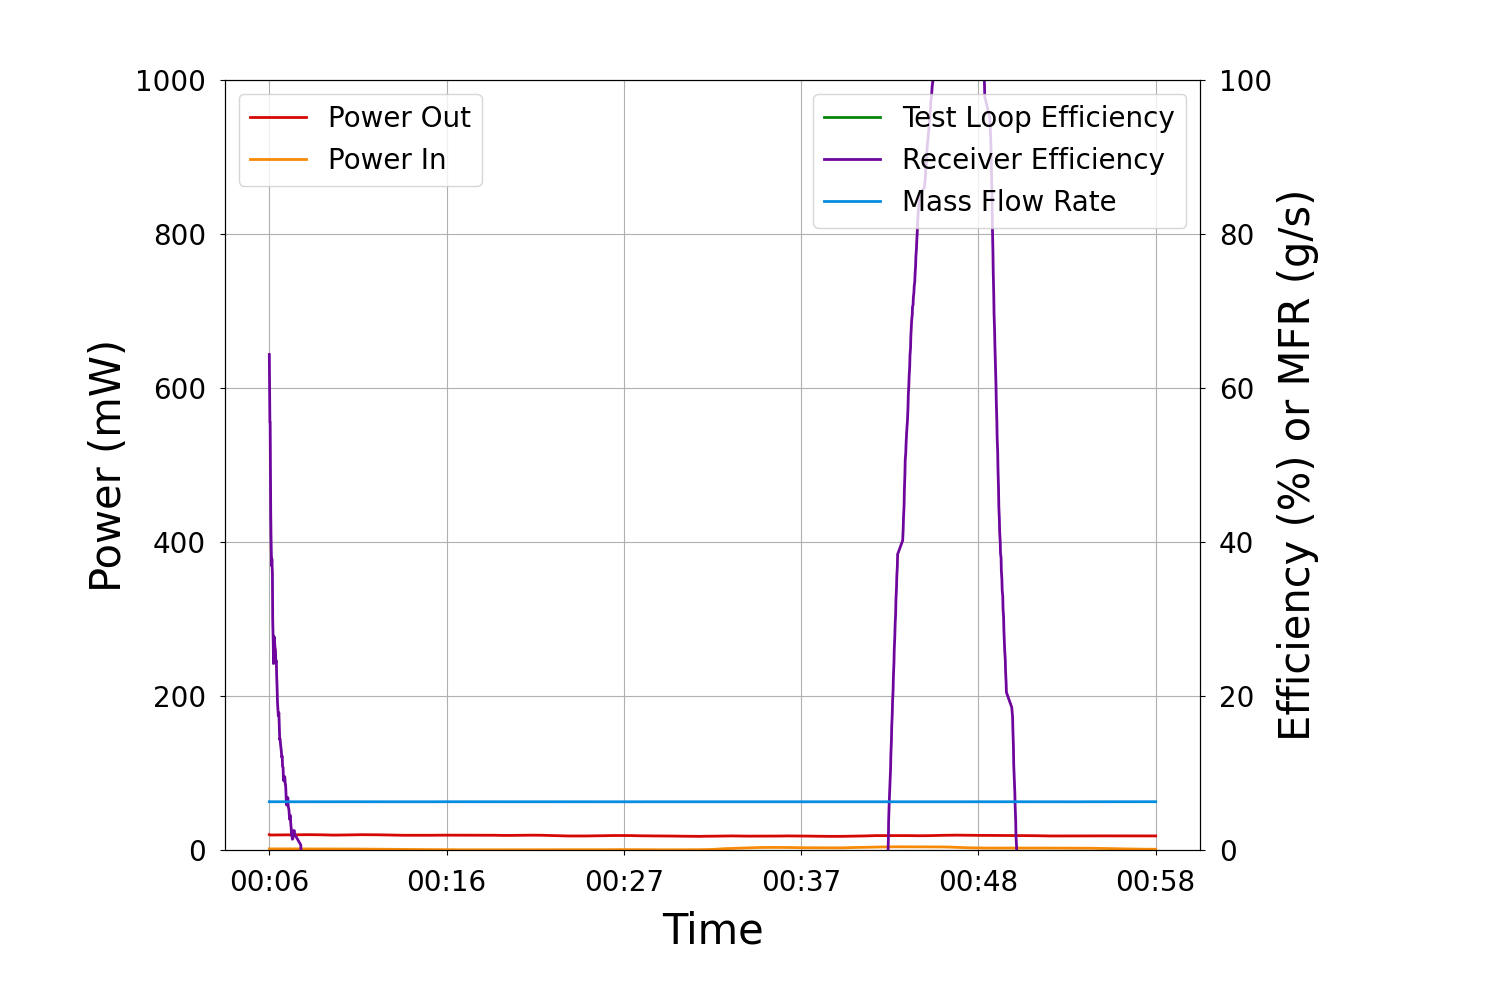 1000
800
600
400
200
0
Power (mW)
Power Out
Power In
Test Loop Efficiency
Receiver Efficiency
Mass Flow Rate
100
80
60
40
20
0
Efficiency (%) or MFR (g/s)
00:06 00:16 00:27 00:37 00:48 00:58
Time